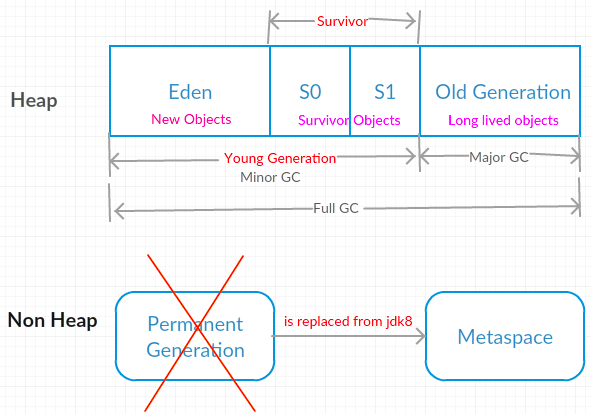 Survivor
Heap
Eden
S0
S1
Old Generation
New Objects
Survivor Objects
Long lived objects
Young Generation
Major GC
Minor GC
Full GC
Non Heap
Permanent
Generation
is replaced from jdk8
Metaspace